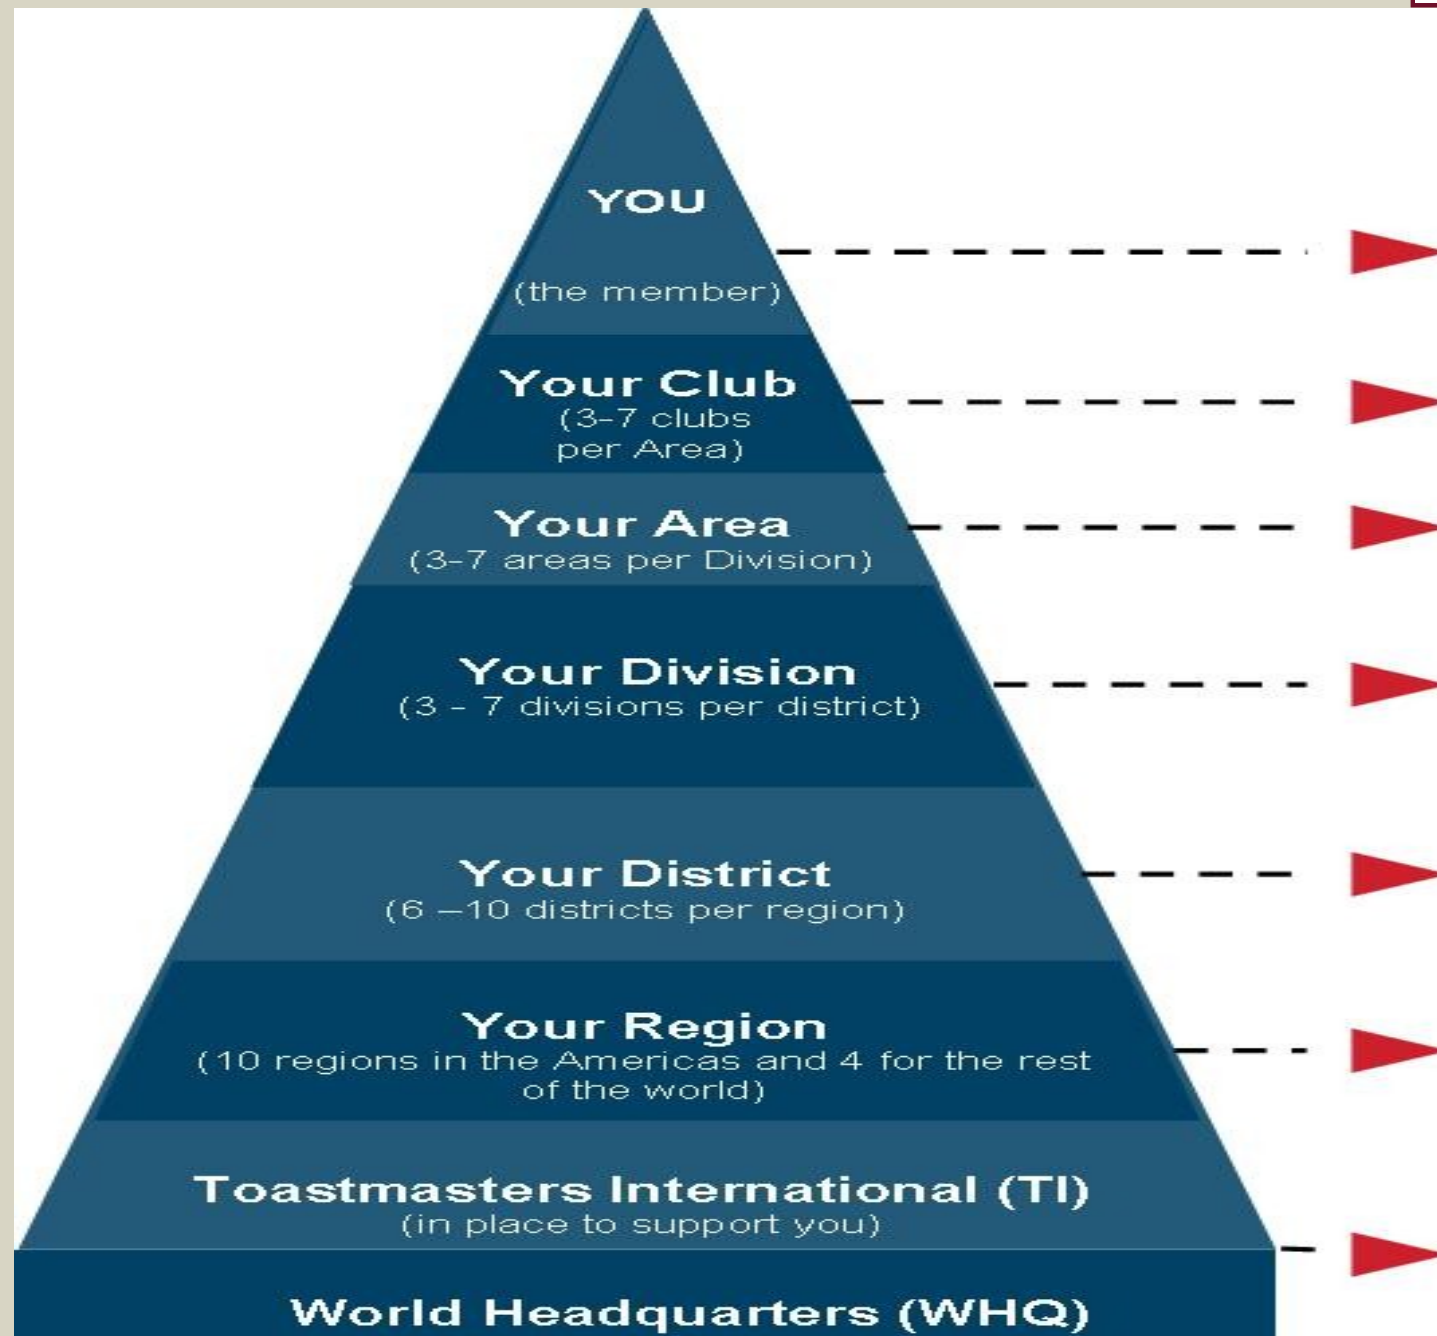 YOU
(the member)
Your Club
(3-7 clubs
per Area)
Your Area
(3-7 areas per Division)
Your Division
(3 - 7 divisions per district)
Your District
(6 –10 districts per region)
Your Region
(10 regions in the Americas and 4 for the rest
of the world)
Toastmasters International (TI)
(in place to support you)
World Headquarters (WHQ)